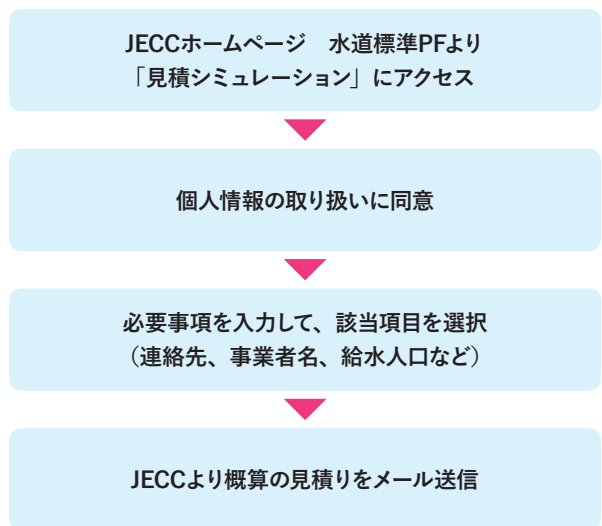 JECCホームページ　水道標準PFより
「見積シミュレーション」にアクセス
個人情報の取り扱いに同意
必要事項を入力して、該当項目を選択
（連絡先、事業者名、給水人口など）
JECCより概算の見積りをメール送信